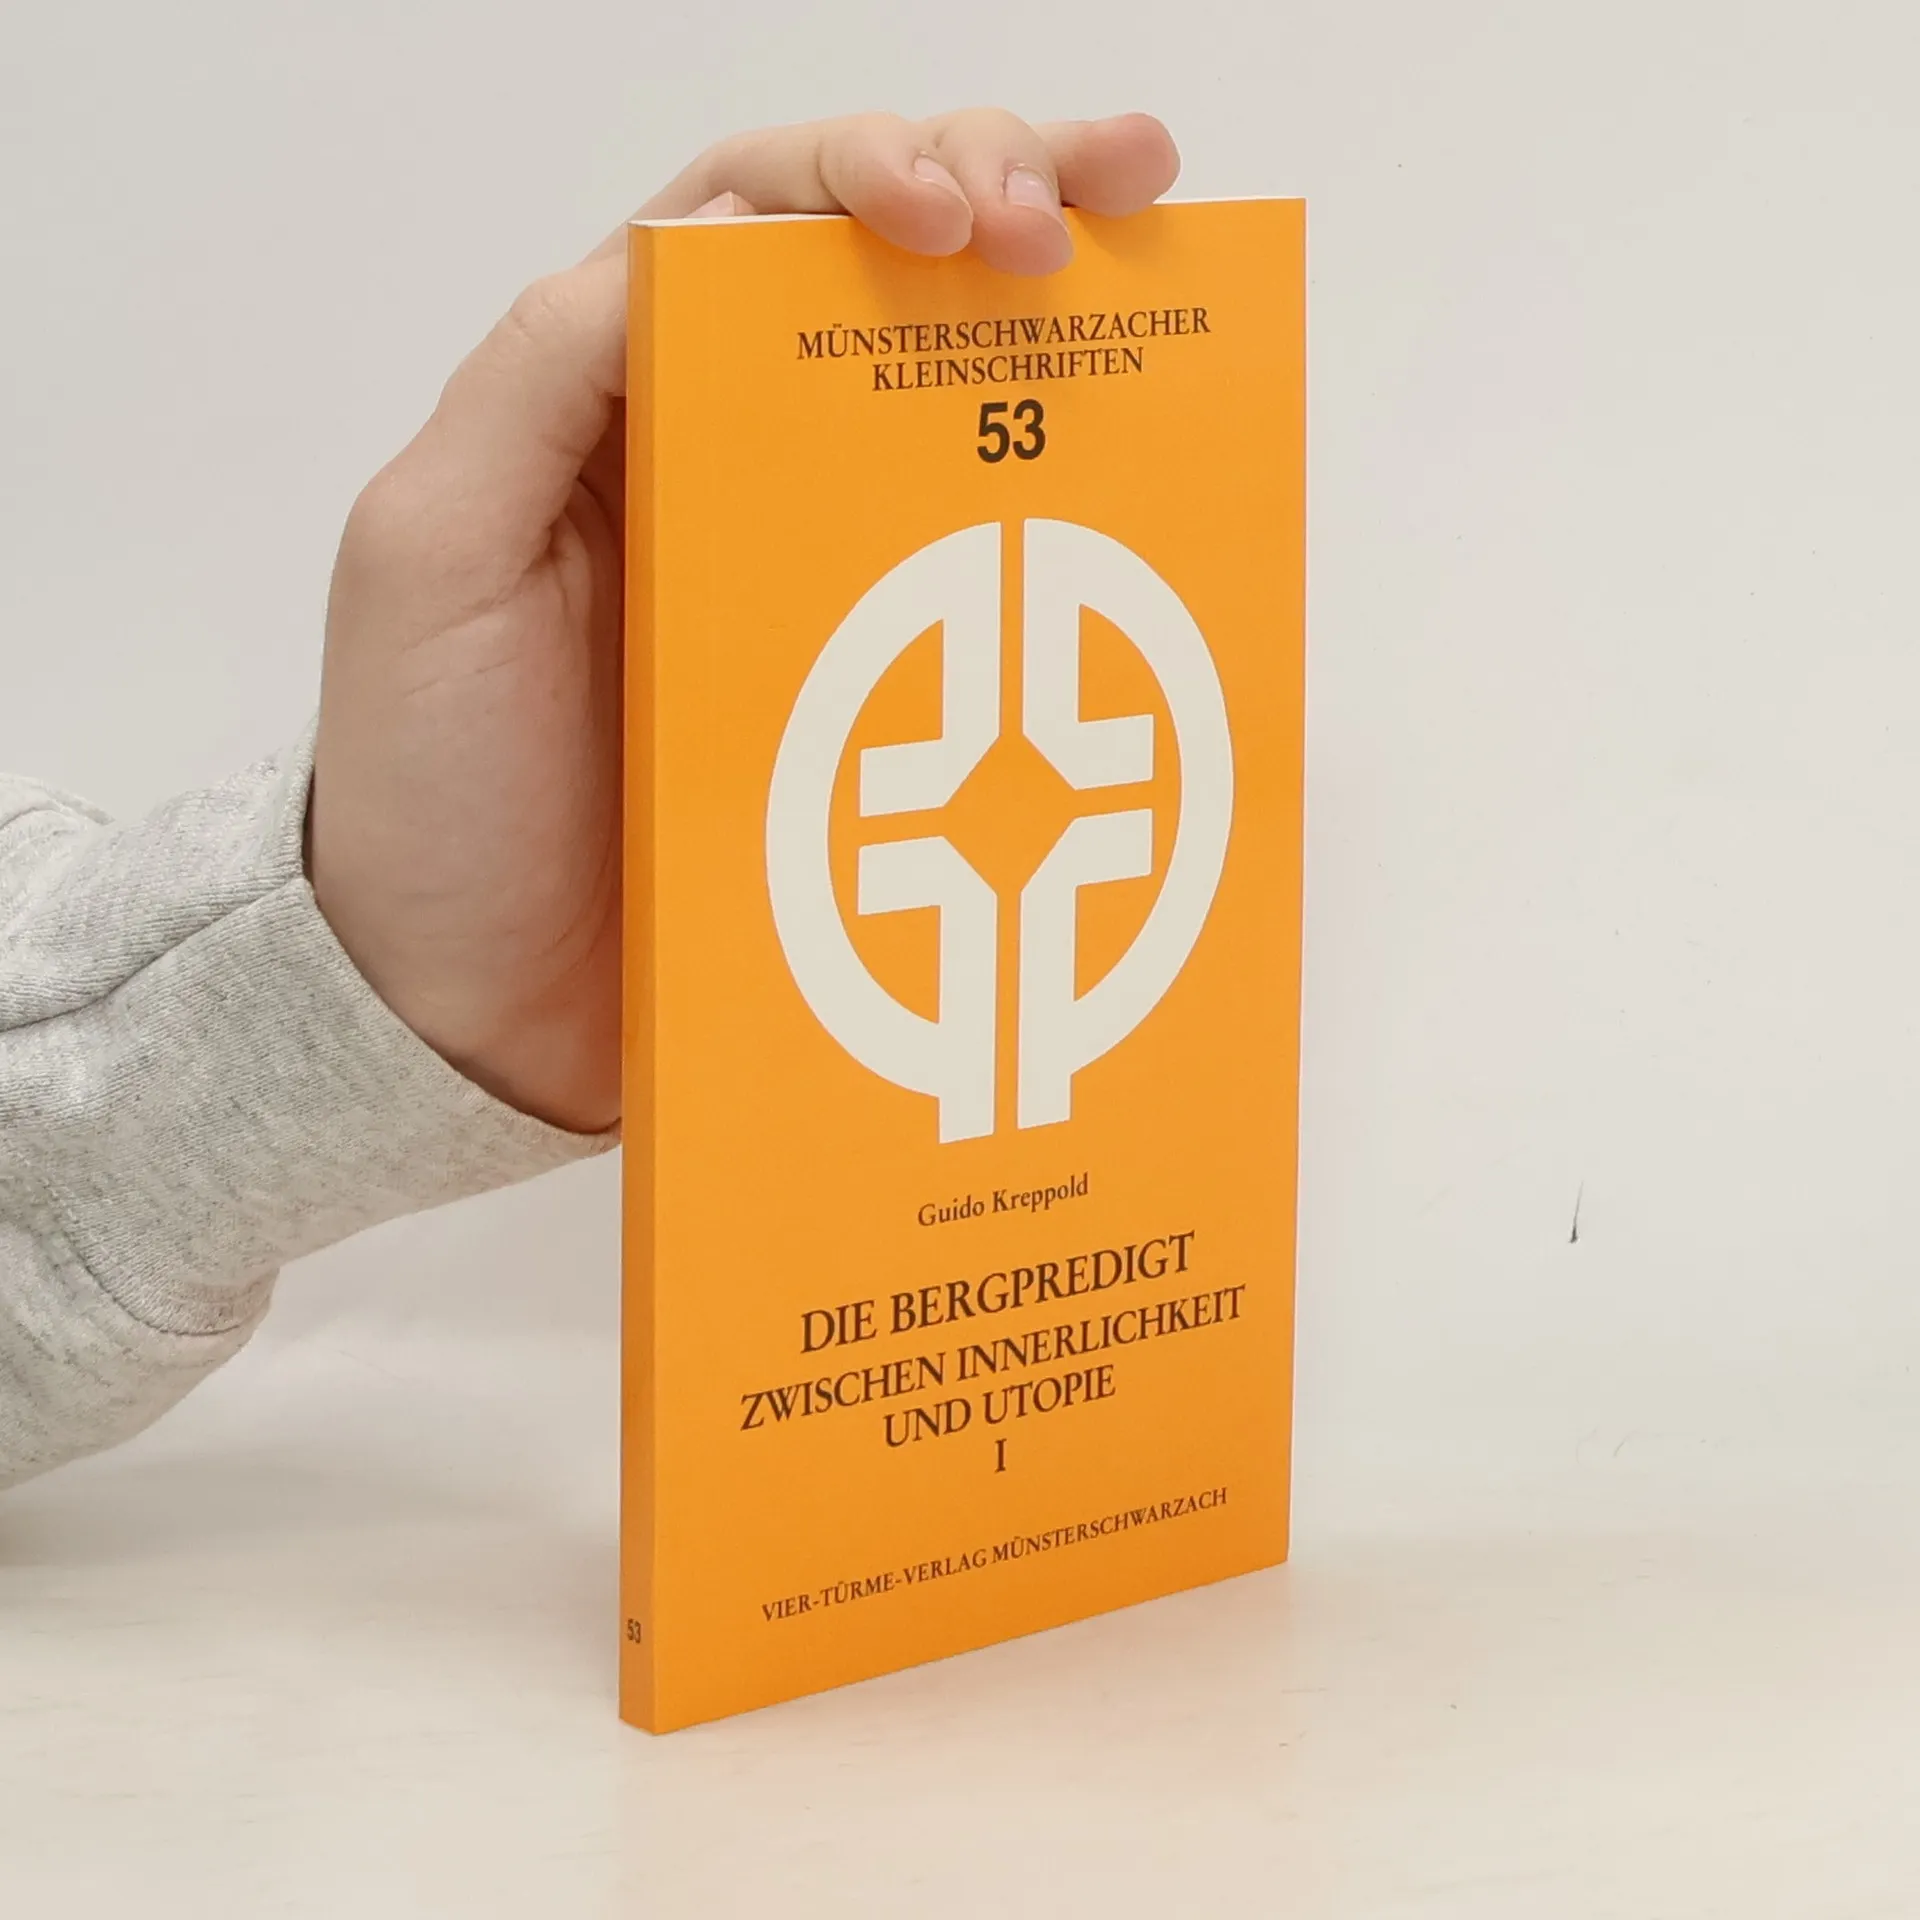 MÜNSTERSCHWARZACHER
KLEINSCHRIFTEN
53
Guido Kreppold
DIE BERGPREDIGT
ZWISCHEN INNERLICHKEIT
UND UTOPIE
I
VIER-TÜRME-VERLAG MÜNSTERSCHWARZACH
53